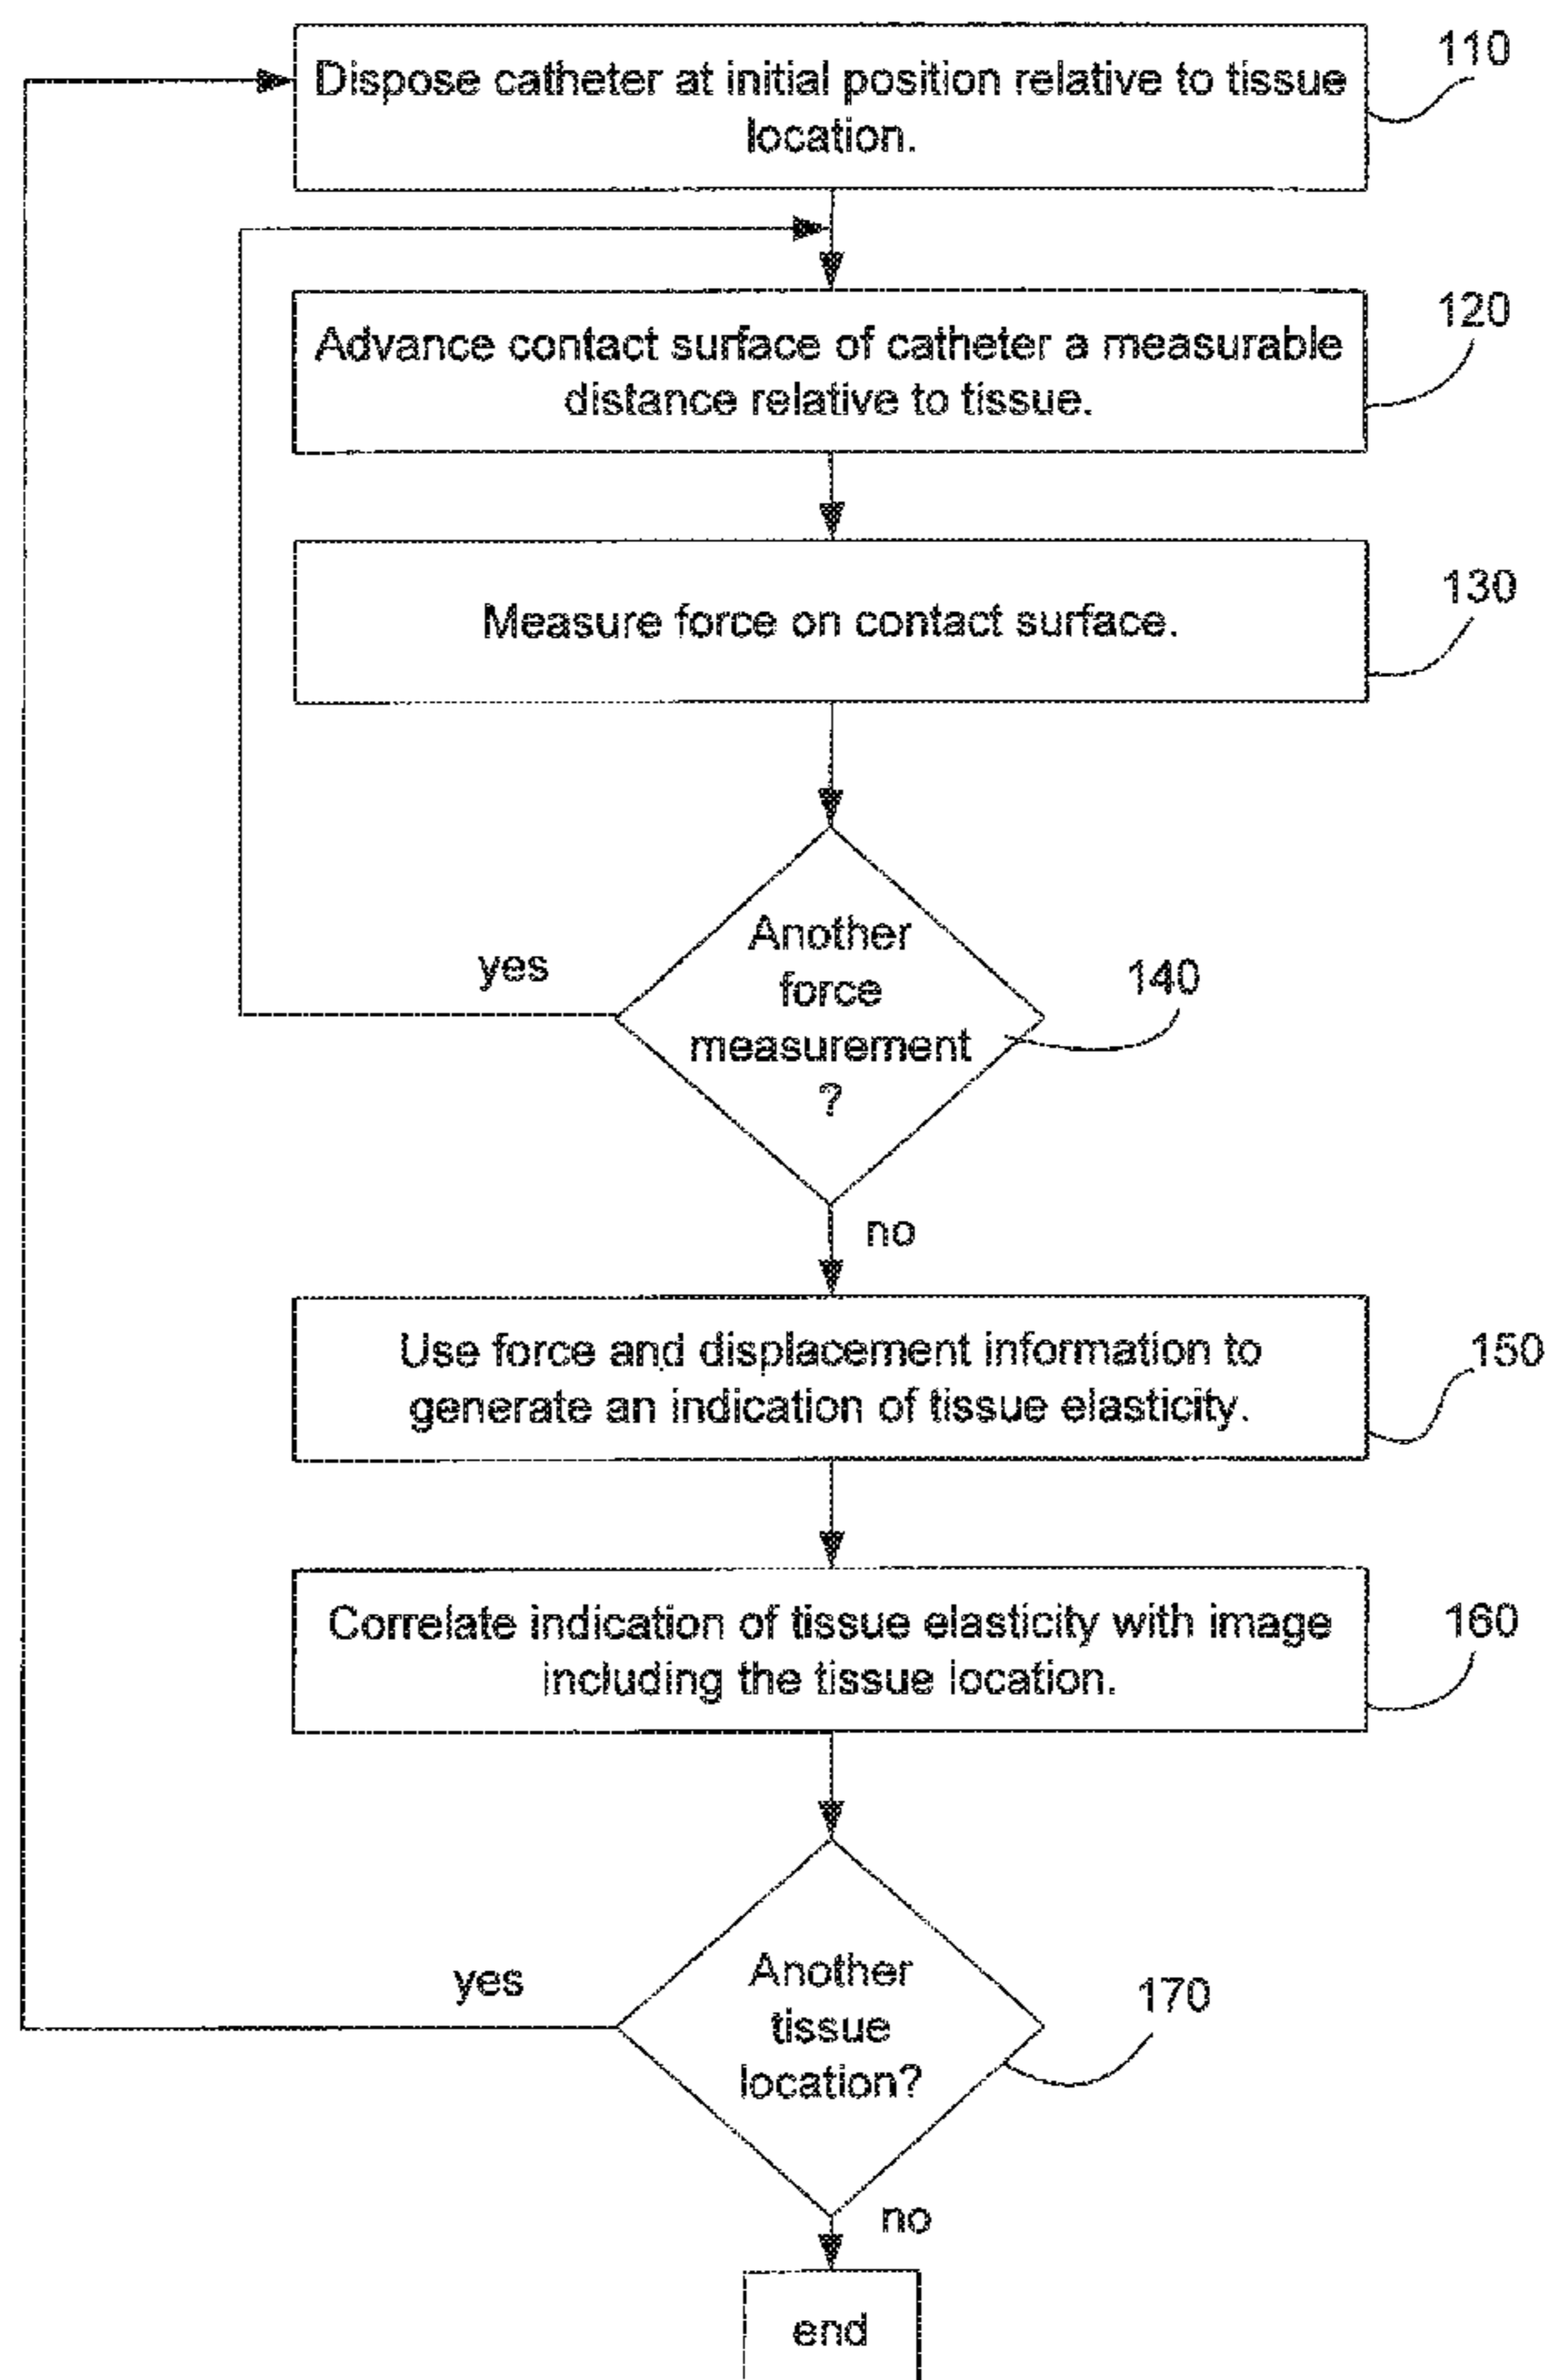 Dispose catheter at initial position relative to tissue
location.
110
Advance contact surface of catheter a measurable
distance relative to tissue.
120
Measure force on contact surface.
130
Another
force
measurement
?
140
yes
no
Use force and displacement information to
generate an indication of tissue elasticity.
150
Correlate indication of tissue elasticity with image
including the tissue location.
160
Another
tissue
location?
170
yes
no
end